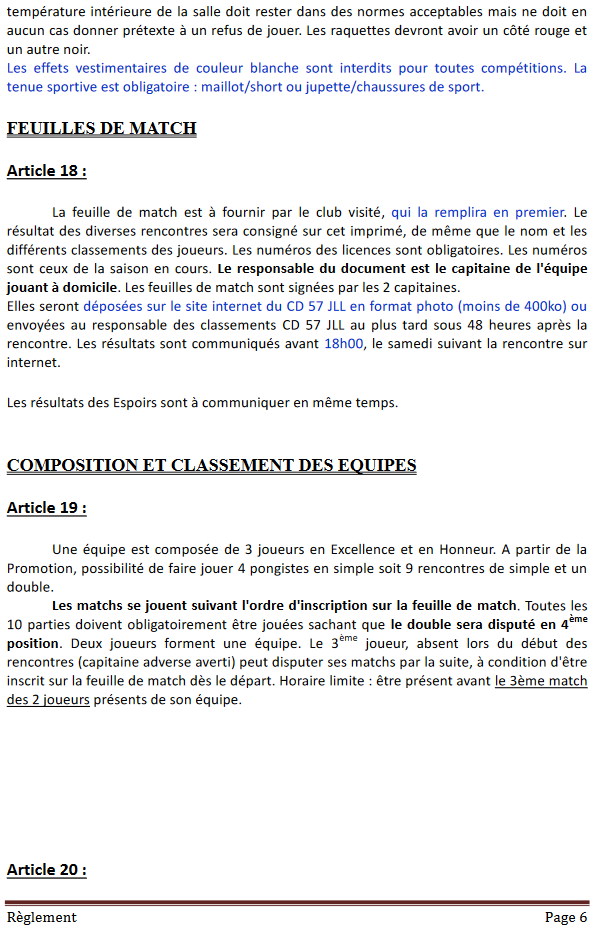 température intérieure de la salle doit rester dans des normes acceptables mais ne doit en
aucun cas donner prétexte à un refus de jouer. Les raquettes devront avoir un côté rouge et
un autre noir.
Les effets vestimentaires de couleur blanche sont interdits pour toutes compétitions. La
tenue sportive est obligatoire : maillot/short ou jupette/chaussures de sport.
FEUILLES DE MATCH
Article 18 :
La feuille de match est à fournir par le club visité, qui la remplira en premier. Le
résultat des diverses rencontres sera consigné sur cet imprimé, de même que le nom et les
différents classements des joueurs. Les numéros des licences sont obligatoires. Les numéros
sont ceux de la saison en cours. Le responsable du document est le capitaine de l'équipe
jouant à domicile. Les feuilles de match sont signées par les 2 capitaines.
Elles seront déposées sur le site internet du CD 57 JLL en format photo (moins de 400ko) ou
envoyées au responsable des classements CD 57 JLL au plus tard sous 48 heures après la
rencontre. Les résultats sont communiqués avant 18h00, le samedi suivant la rencontre sur
internet.
Les résultats des Espoirs sont à communiquer en même temps.
COMPOSITION ET CLASSEMENT DES EQUIPES
Article 19 :
Une équipe est composée de 3 joueurs en Excellence et en Honneur. A partir de la
Promotion, possibilité de faire jouer 4 pongistes en simple soit 9 rencontres de simple et un
double.
Les matchs se jouent suivant l'ordre d'inscription sur la feuille de match. Toutes les
10 parties doivent obligatoirement être jouées sachant que le double sera disputé en 4ème
position. Deux joueurs forment une équipe. Le 3ème joueur, absent lors du début des
rencontres (capitaine adverse averti) peut disputer ses matchs par la suite, à condition d'être
inscrit sur la feuille de match dès le départ. Horaire limite : être présent avant le 3ème match
des 2 joueurs présents de son équipe.
Article 20 :
Règlement Page 6